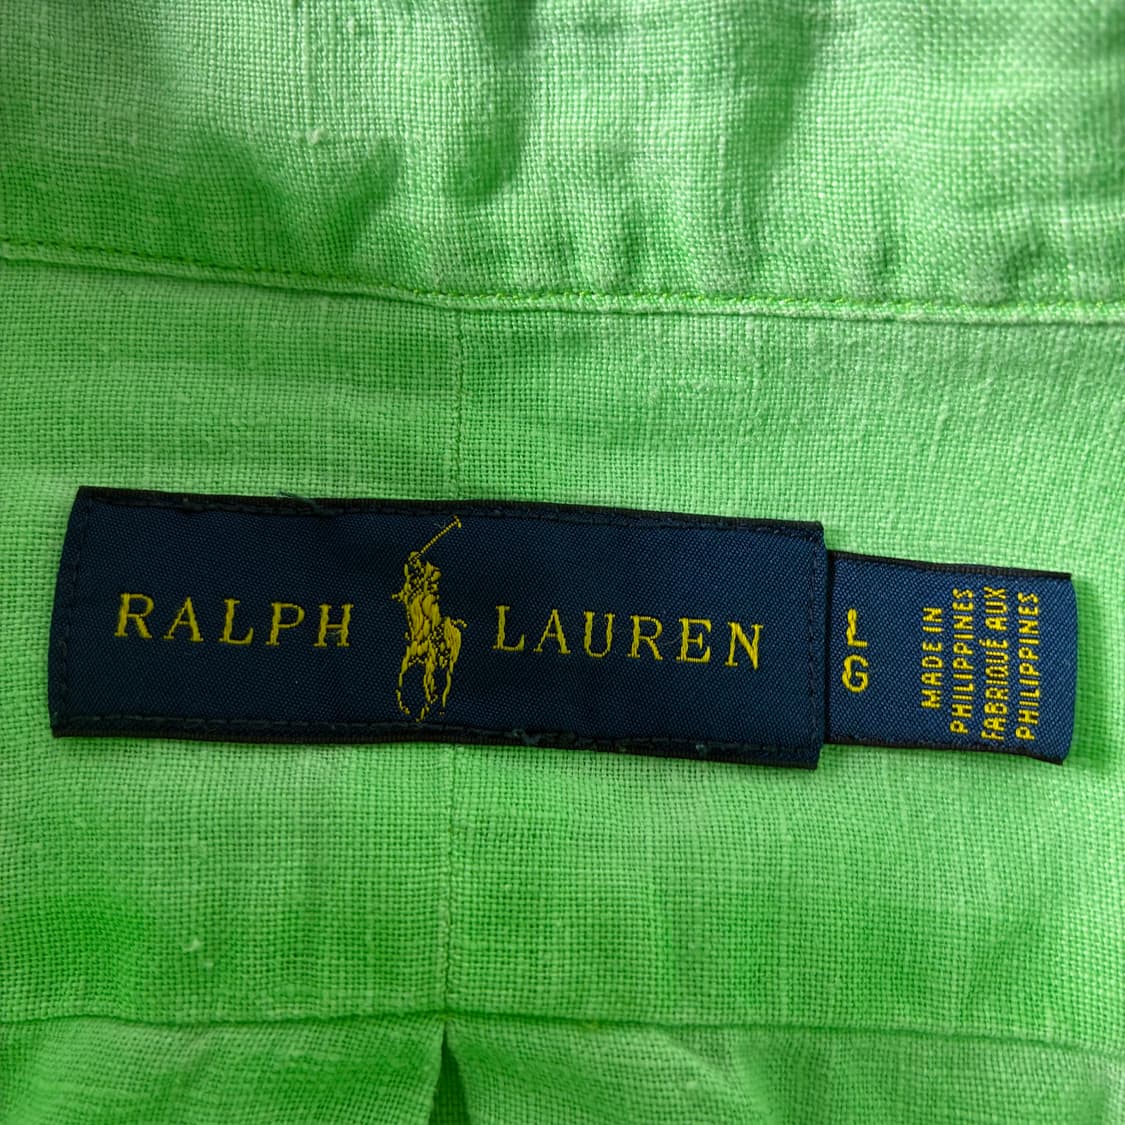 RALPH LAUREN
L
G
MADE IN
PHILIPPINES
FABRIQUÉ AUX
PHILIPPINES